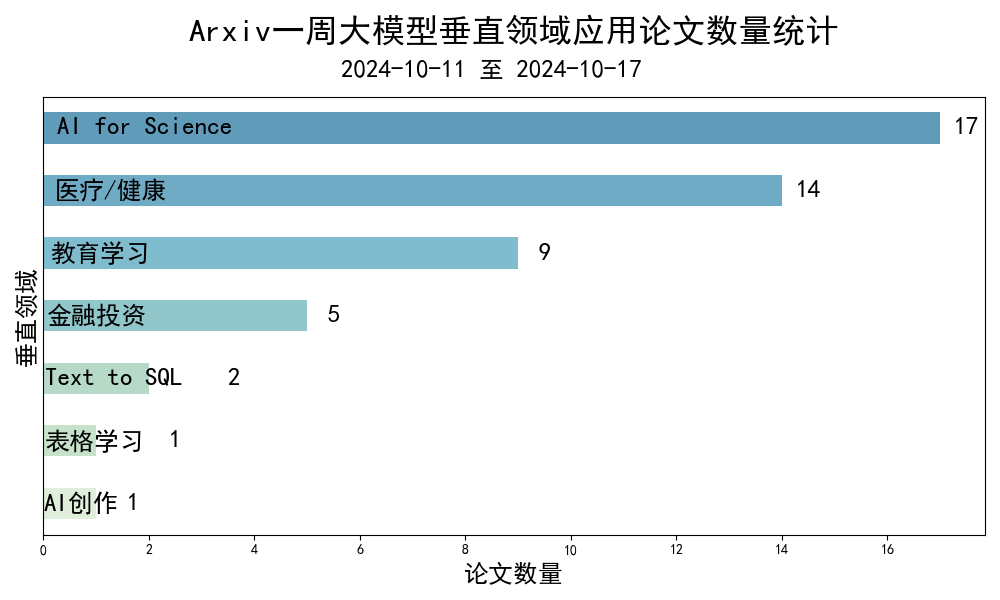 Arxiv一周大模型垂直领域应用论文数量统计
2024-10-11 至 2024-10-17
垂直领域
AI for Science 17
医疗/健康 14
教育学习 9
金融投资 5
Text to SQL 2
表格学习 1
AI创作 1
0 2 4 6 8 10 12 14 16
论文数量